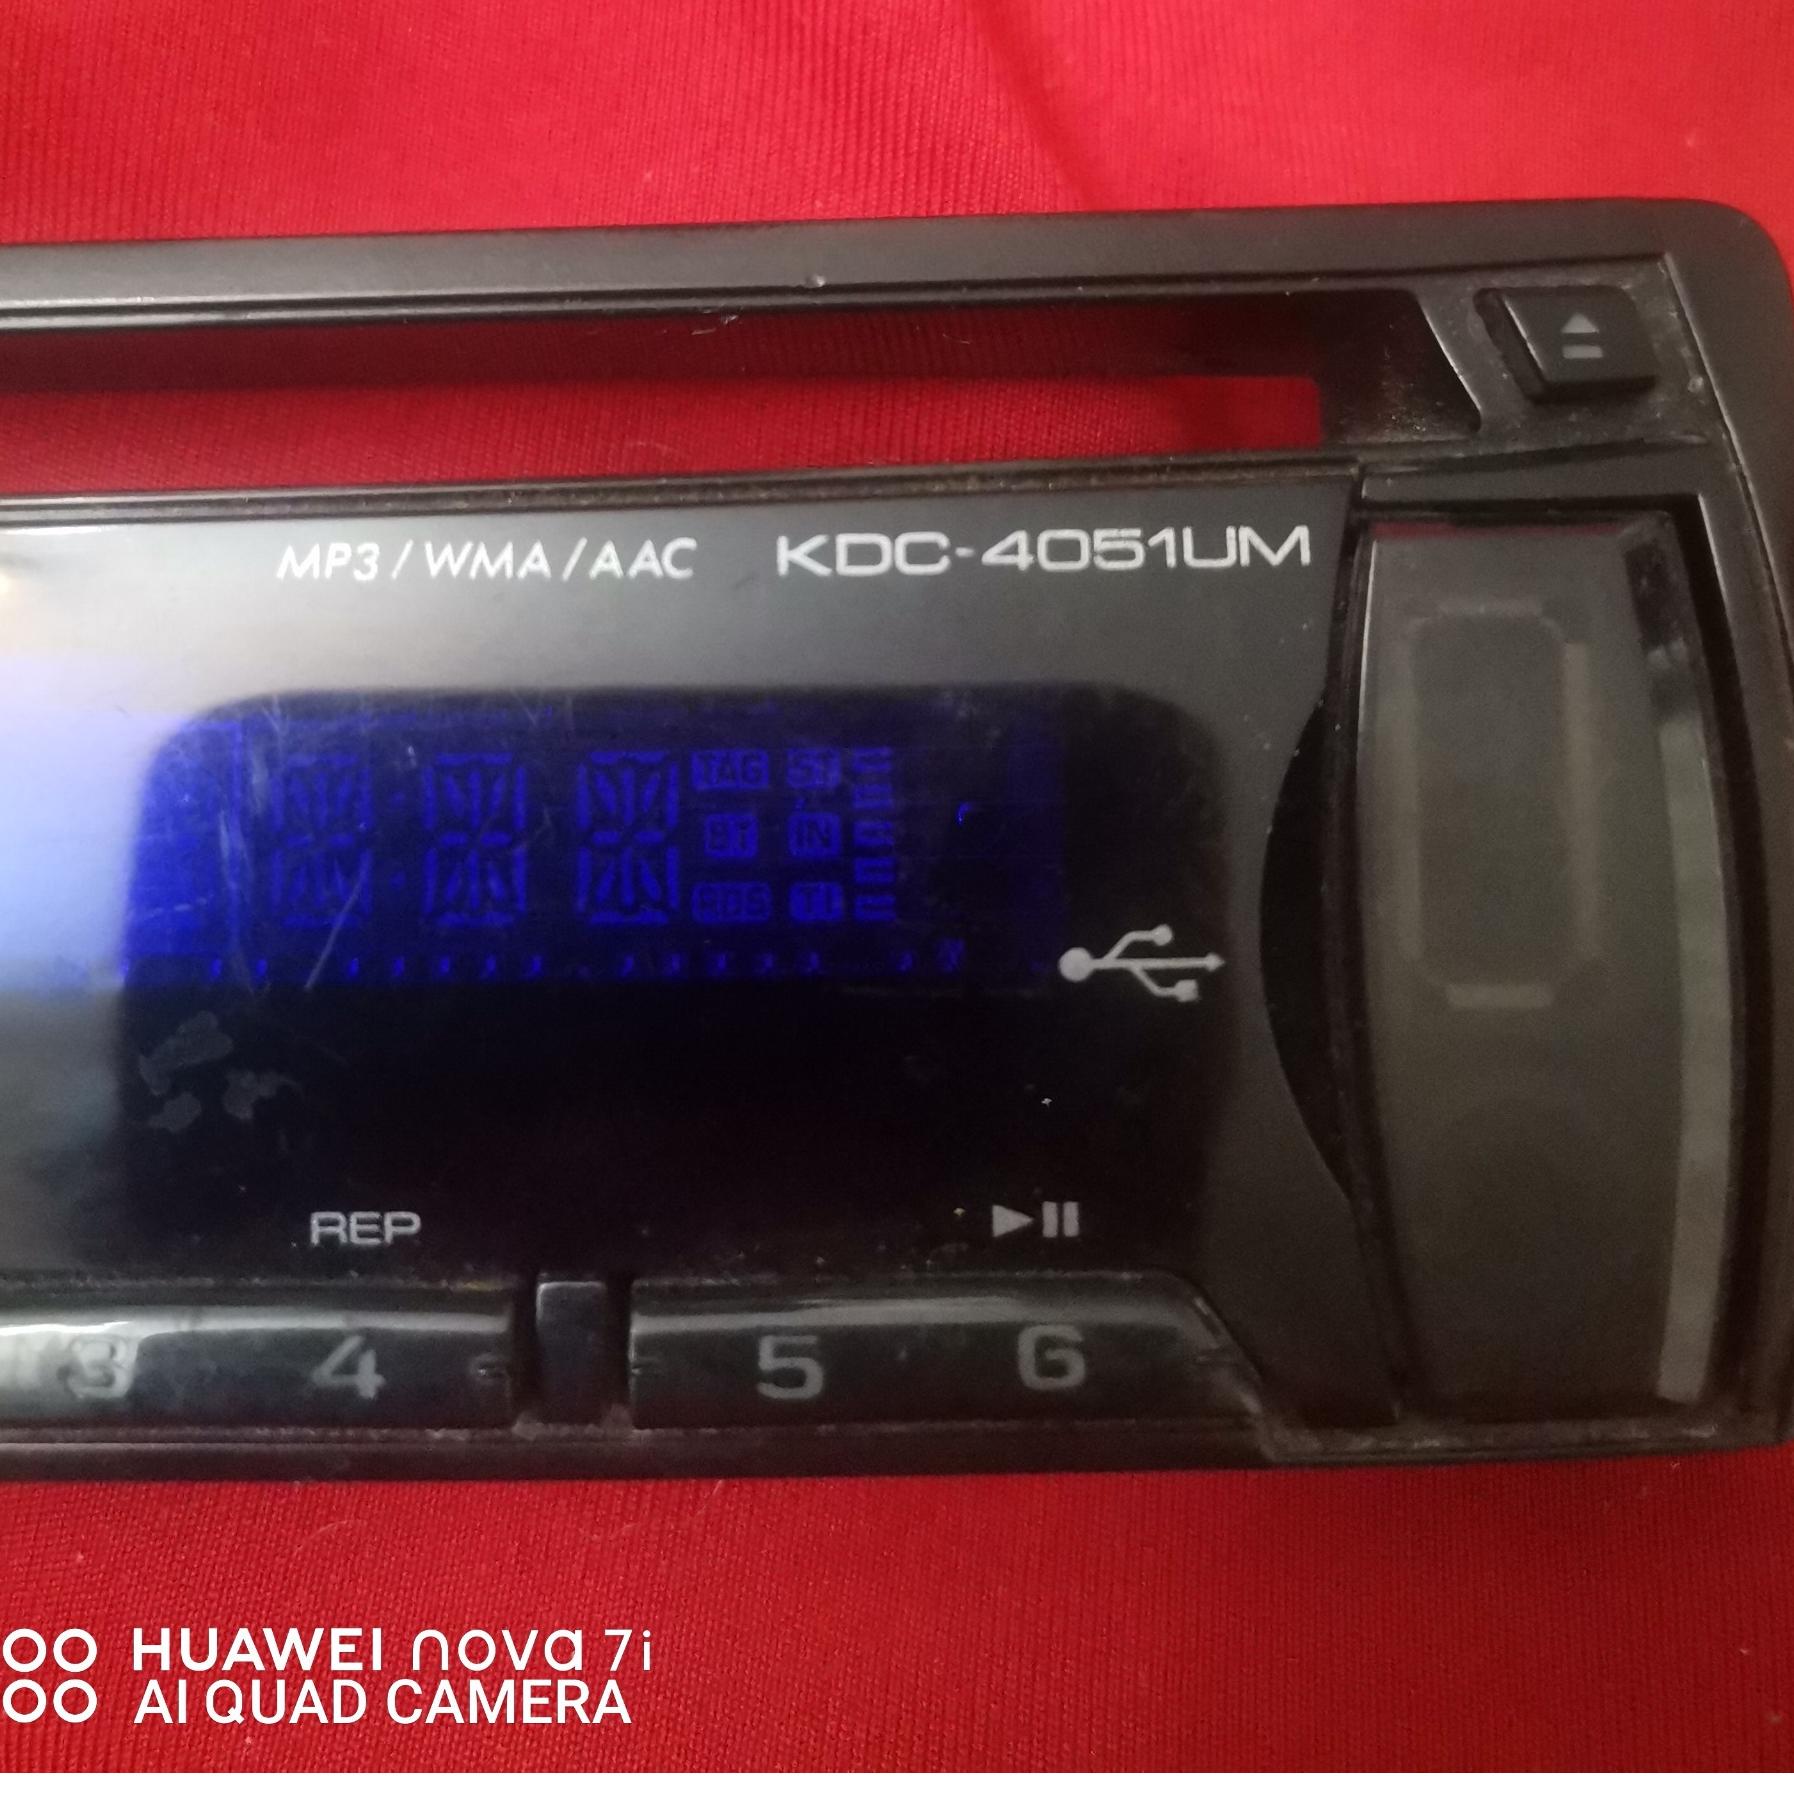 MP3/WMA/AAC KDC-4051UM
TAG ST
BT IN
RDS TI
REP
3 4 5 6
HUAWEI nova 7i
AI QUAD CAMERA